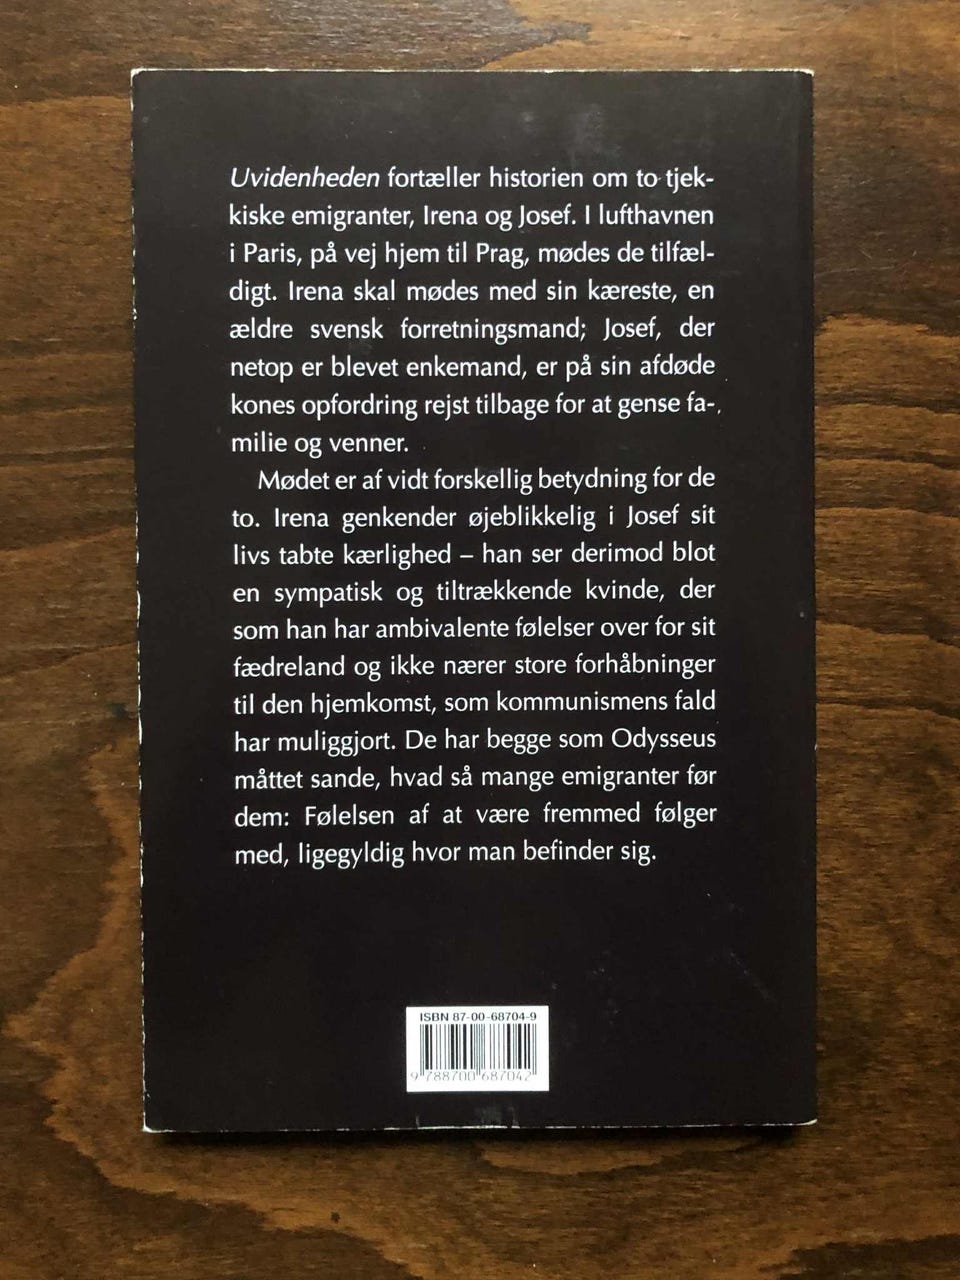 Uvidenheden fortæller historien om to tjek-
kiske emigranter, Irena og Josef. I lufthavnen
i Paris, på vej hjem til Prag, mødes de tilfæl-
digt. Irena skal mødes med sin kæreste, en
ældre svensk forretningsmand; Josef, der
netop er blevet enkemand, er på sin afdøde
kones opfordring rejst tilbage for at gense fa-
milie og venner.
Mødet er af vidt forskellig betydning for de
to. Irena genkender øjeblikkelig i Josef sit
livs tabte kærlighed – han ser derimod blot
en sympatisk og tiltrækkende kvinde, der
som han har ambivalente følelser over for sit
fædreland og ikke nærer store forhåbninger
til den hjemkomst, som kommunismens fald
har muliggjort. De har begge som Odysseus
måttet sande, hvad så mange emigranter før
dem: Følelsen af at være fremmed følger
med, ligegyldig hvor man befinder sig.
ISBN 87-00-68704-9
9 788700 687042